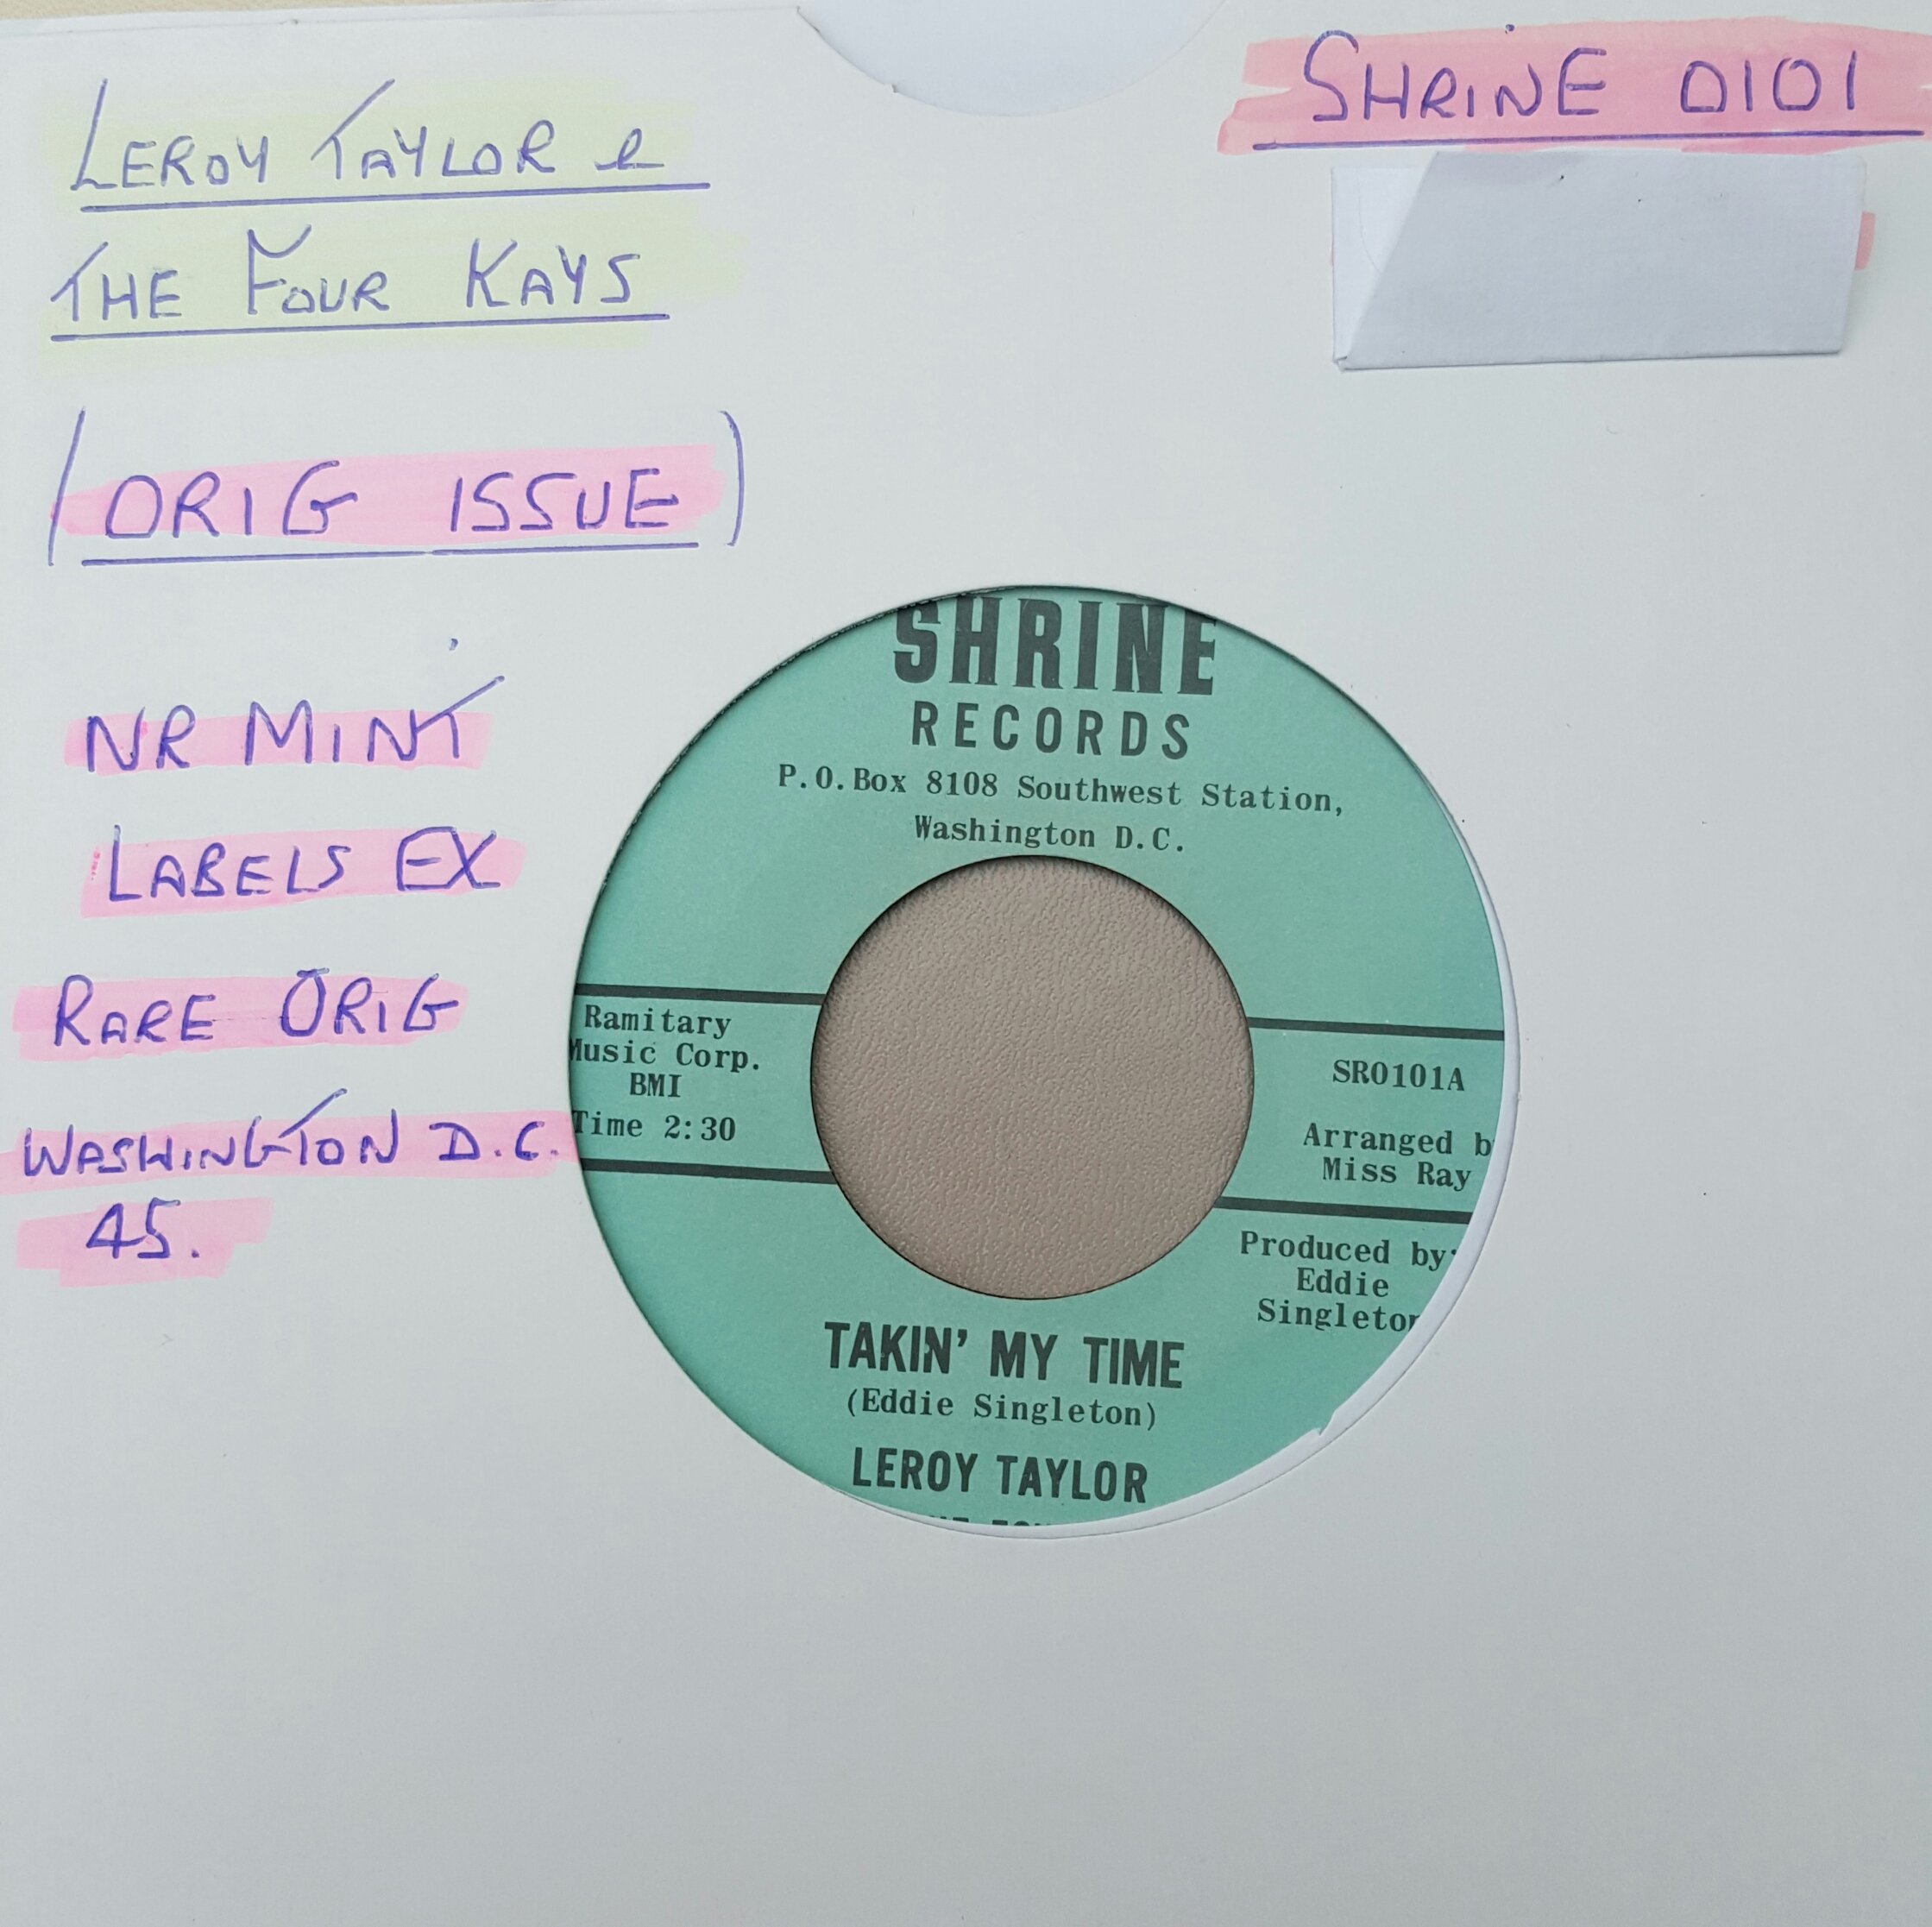 LEROY TAYLOR &
THE FOUR KAYS
(ORIG ISSUE)
NR MINT
LABELS EX
RARE ORIG
WASHINGTON D.C.
45.
SHRINE 0101
SHRINE
RECORDS
P.O.Box 8108 Southwest Station,
Washington D.C.
Ramitary
Music Corp.
BMI
Time 2:30
SR0101A
Arranged b
Miss Ray
Produced by:
Eddie
Singleton
TAKIN' MY TIME
(Eddie Singleton)
LEROY TAYLOR